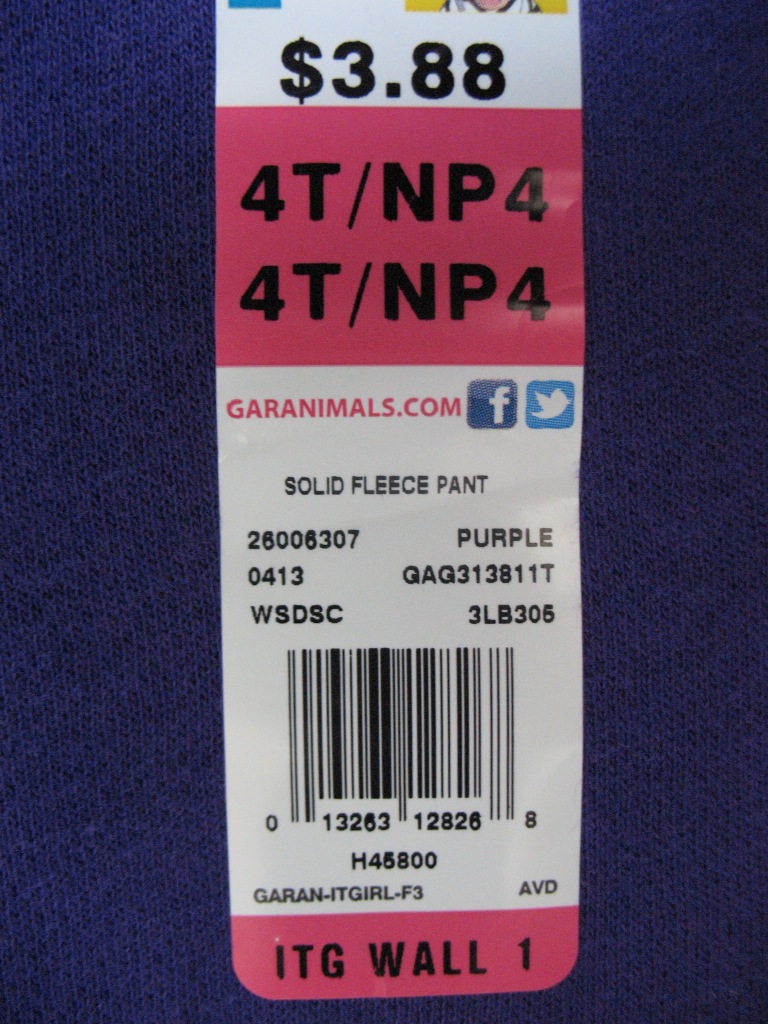 $3.88
4T/NP4
4T/NP4
GARANIMALS.COM f
SOLID FLEECE PANT
26006307 PURPLE
0413 GAG313811T
WSDSC 3LB305
0 13263 12826 8
H45800
GARAN-ITGIRL-F3 AVD
ITG WALL 1